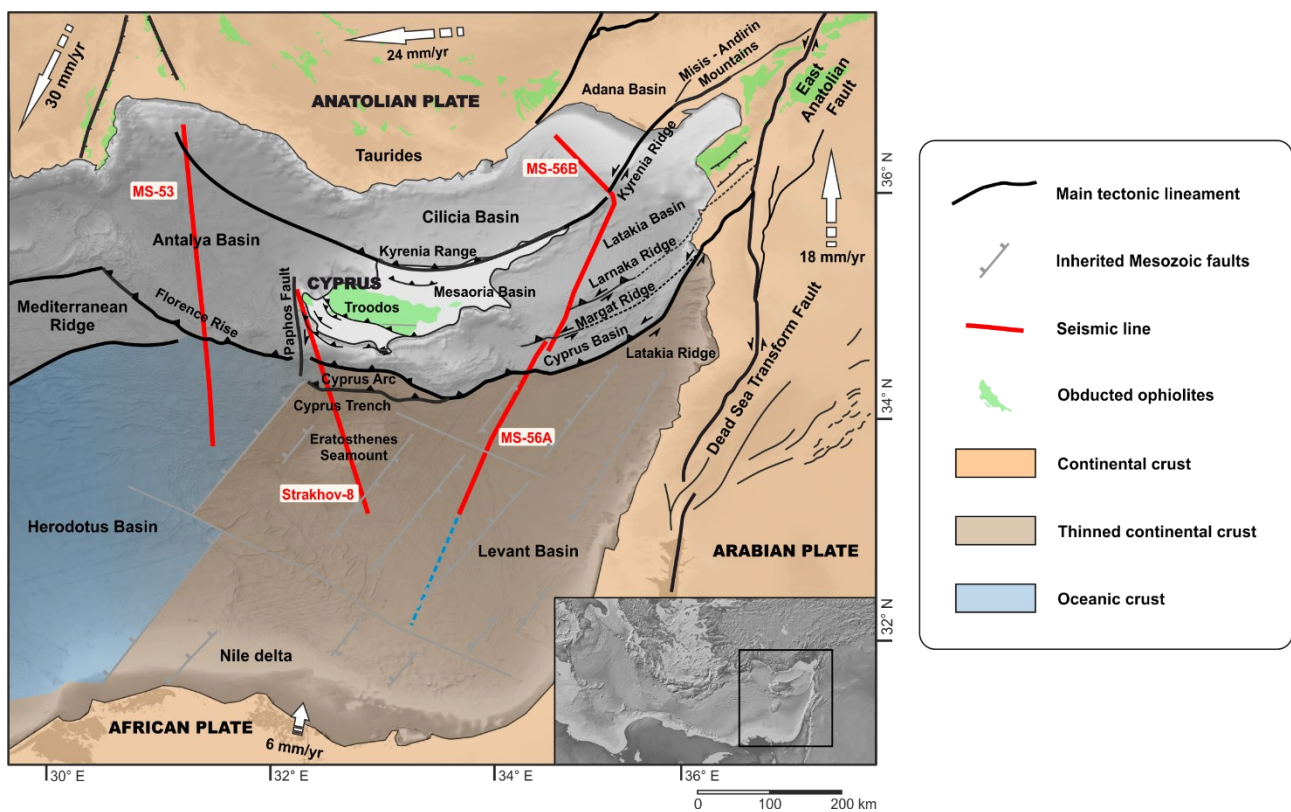 30 mm/yr
24 mm/yr
ANATOLIAN PLATE
Taurides
Adana Basin
Misis - Andirin
Mountains
East
Anatolian
Fault
MS-53
MS-56B
Kyrenia Ridge
36° N
Antalya Basin
Cilicia Basin
Kyrenia Range
Latakia Basin
18 mm/yr
CYPRUS
Mesaoria Basin
Larnaka Ridge
Troodos
Margat Ridge
Mediterranean
Ridge
Florence Rise
Paphos Fault
Cyprus Basin
Latakia Ridge
Cyprus Arc
Cyprus Trench
34° N
Dead Sea Transform Fault
Eratosthenes
Seamount
MS-56A
Strakhov-8
Herodotus Basin
Levant Basin
ARABIAN PLATE
32° N
Nile delta
AFRICAN PLATE
6 mm/yr
30° E
32° E
34° E
36° E
0 100 200 km
Main tectonic lineament
Inherited Mesozoic faults
Seismic line
Obducted ophiolites
Continental crust
Thinned continental crust
Oceanic crust